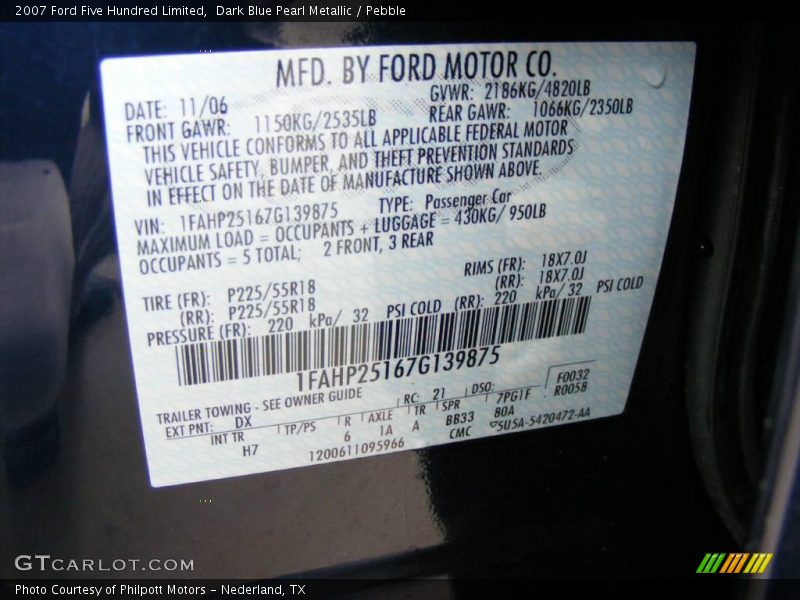 2007 Ford Five Hundred Limited,  Dark Blue Pearl Metallic / Pebble
MFD. BY FORD MOTOR CO.
DATE: 11/06
GVWR: 2186KG/4820LB
FRONT GAWR: 1150KG/2535LB
REAR GAWR: 1066KG/2350LB
THIS VEHICLE CONFORMS TO ALL APPLICABLE FEDERAL MOTOR
VEHICLE SAFETY, BUMPER, AND THEFT PREVENTION STANDARDS
IN EFFECT ON THE DATE OF MANUFACTURE SHOWN ABOVE.
VIN: 1FAHP25167G139875
TYPE: Passenger Car
MAXIMUM LOAD = OCCUPANTS + LUGGAGE = 430KG/ 950LB
OCCUPANTS = 5 TOTAL; 2 FRONT, 3 REAR
RIMS (FR): 18X7.0J
(RR): 18X7.0J
TIRE (FR): P225/55R18
(RR): P225/55R18
PRESSURE (FR): 220 kPa/ 32 PSI COLD (RR): 220 kPa/ 32 PSI COLD
1FAHP25167G139875
TRAILER TOWING - SEE OWNER GUIDE
EXT PNT: DX RC: 21 DSO: F0032
R0058
INT TR TP/PS R AXLE TR SPR 7PG1F
H7 6 1A A BB33 80A
1200611095966 CMC ▽5U5A-5420472-AA
GTCARLOT.COM
Photo Courtesy of Philpott Motors - Nederland, TX